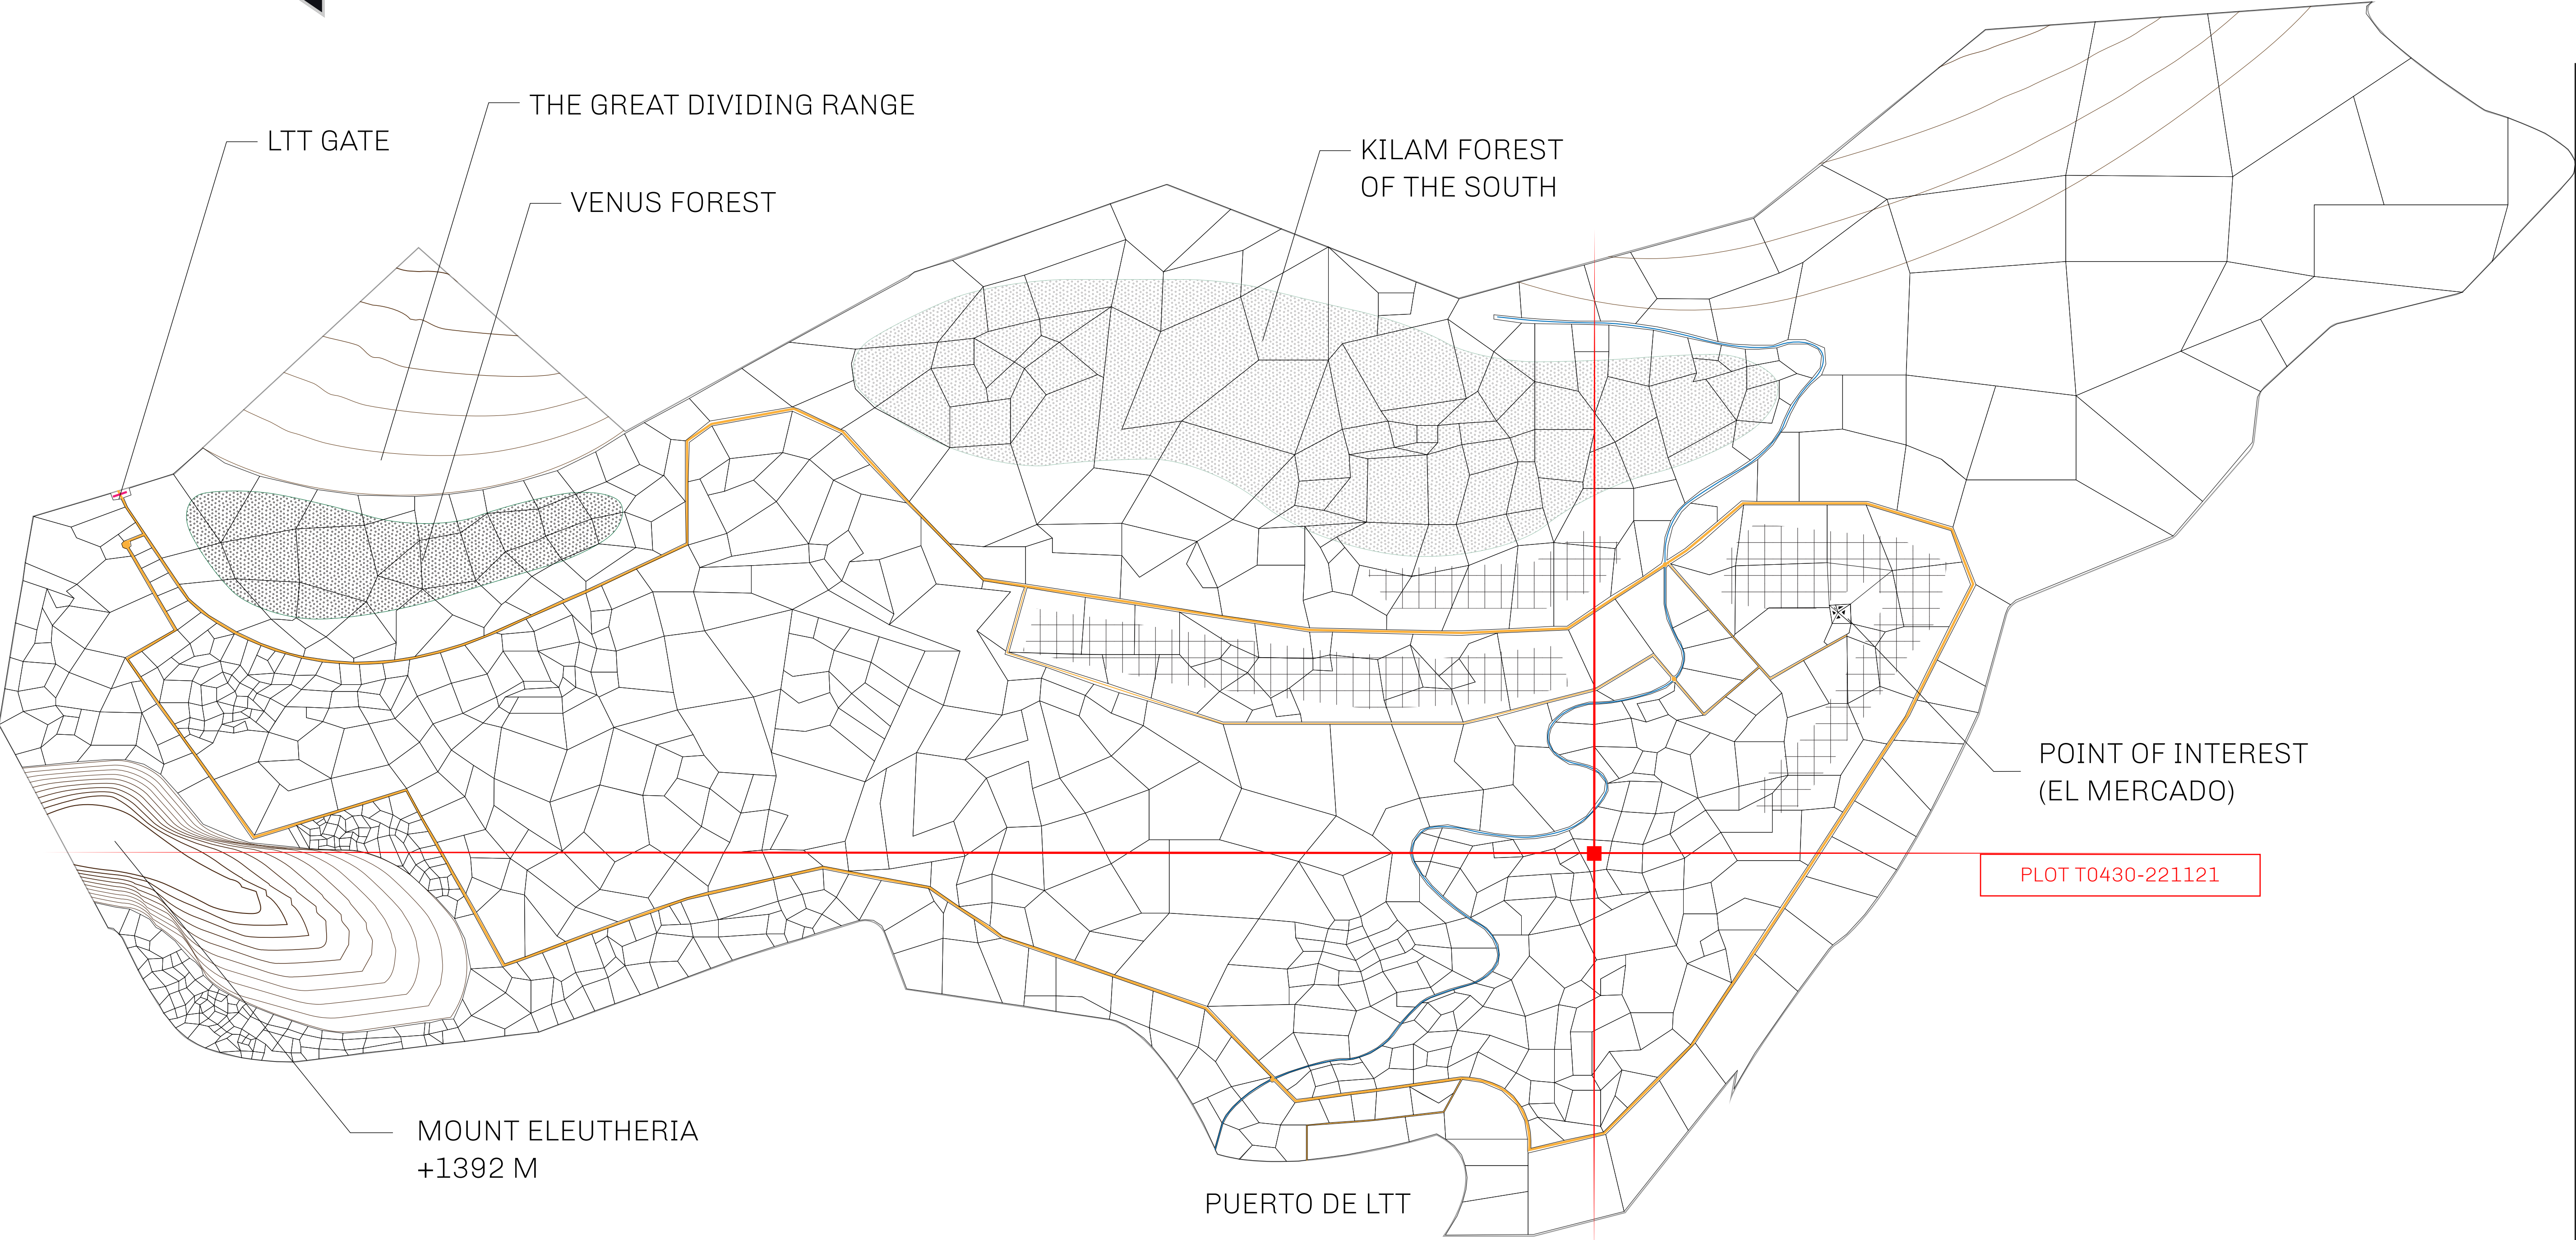 THE GREAT DIVIDING RANGE
LTT GATE
KILAM FOREST
OF THE SOUTH
VENUS FOREST
POINT OF INTEREST
(EL MERCADO)
PLOT T0430-221121
MOUNT ELEUTHERIA
+1392 M
PUERTO DE LTT